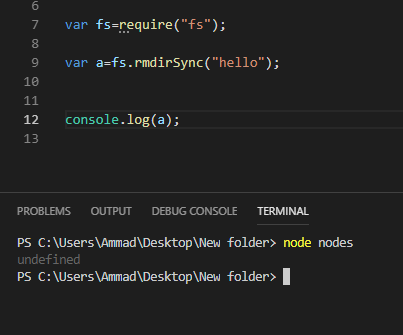 6
7 var fs=require("fs");
8
9 var a=fs.rmdirSync("hello");
10
11
12 console.log(a);
13
PROBLEMS OUTPUT DEBUG CONSOLE TERMINAL
PS C:\Users\Ammad\Desktop\New folder> node nodes
undefined
PS C:\Users\Ammad\Desktop\New folder>